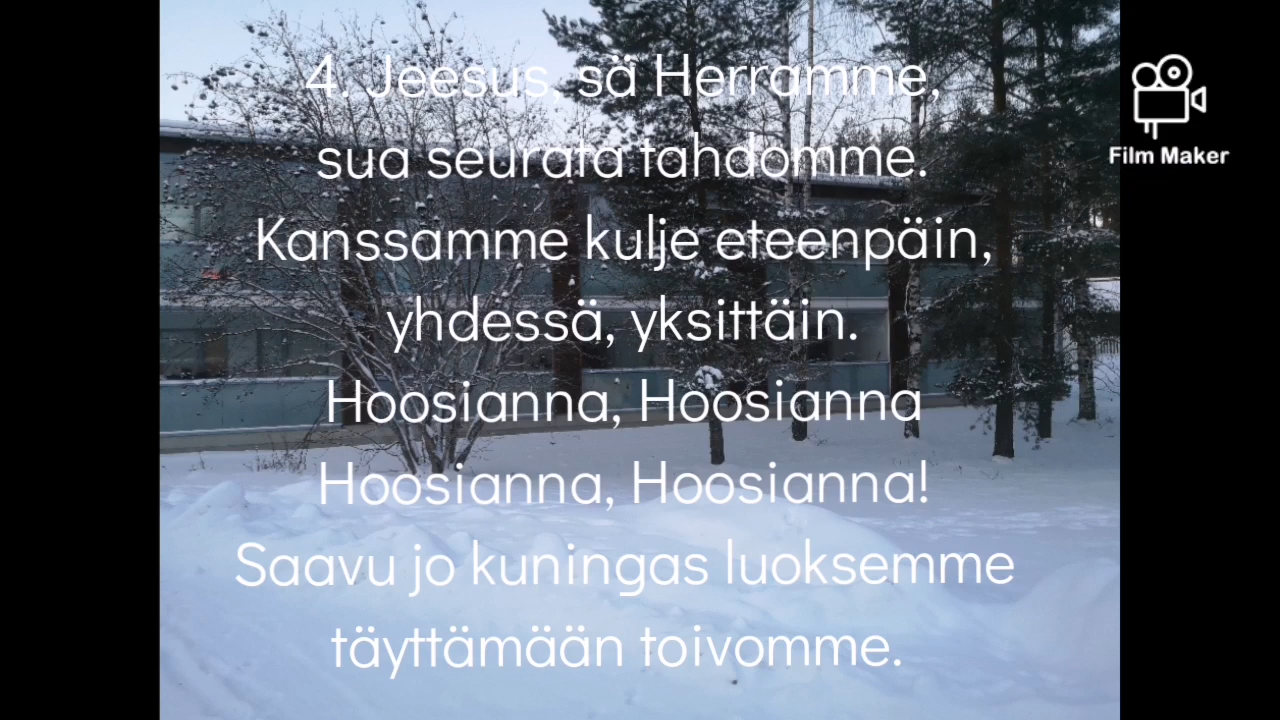 4. Jeesus, sä Herramme,
sua seurata tahdomme.
Kanssamme kulje eteenpäin,
yhdessä, yksittäin.
Hoosianna, Hoosianna
Hoosianna, Hoosianna!
Saavu jo kuningas luoksemme
täyttämään toivomme.
Film Maker